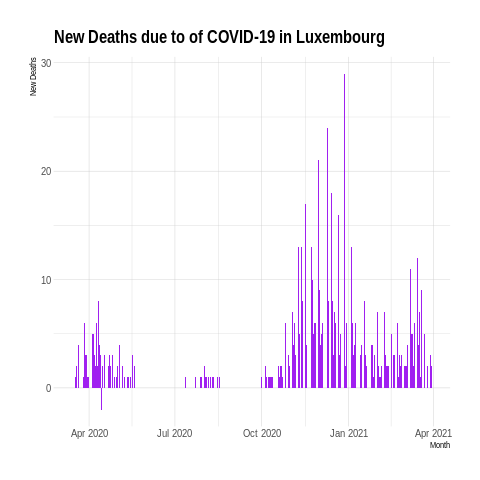 New Deaths due to of COVID-19 in Luxembourg
New Deaths
30
20
10
0
Apr 2020 Jul 2020 Oct 2020 Jan 2021 Apr 2021
Month